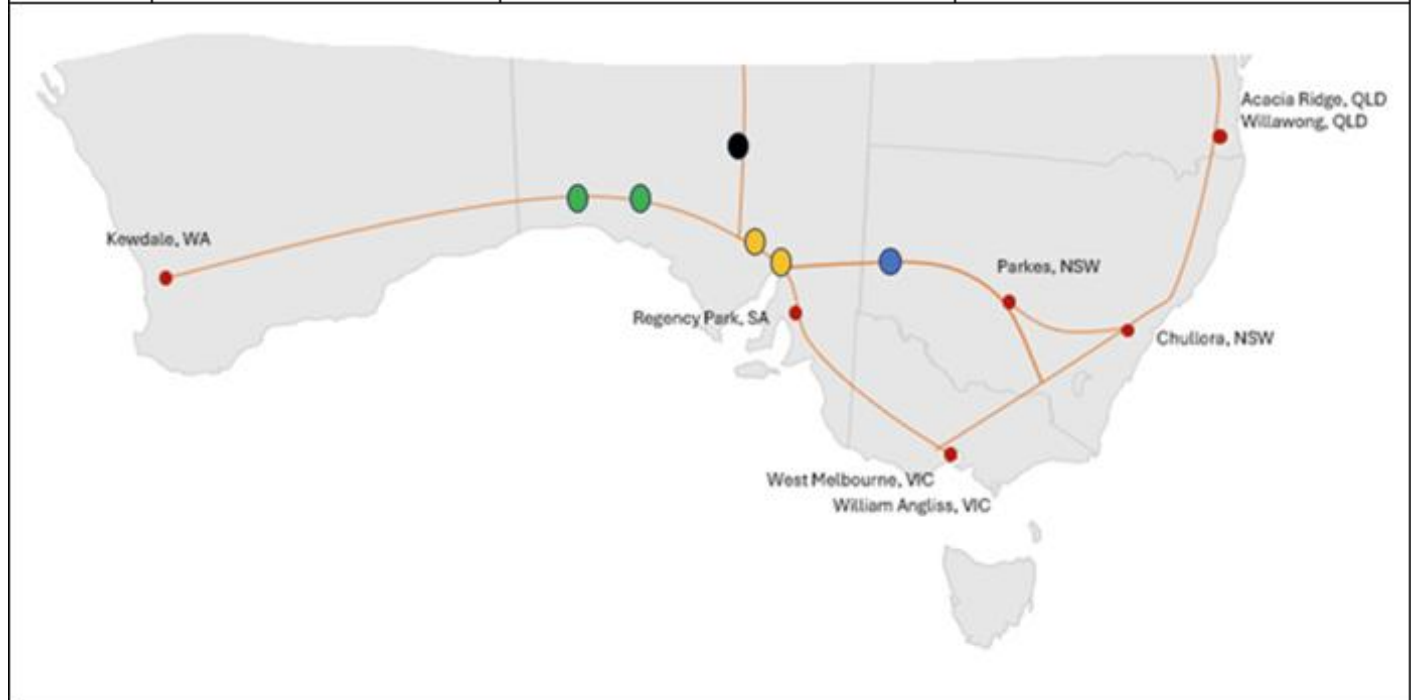 Acacia Ridge, QLD
Willawong, QLD
Kewdale, WA
Parkes, NSW
Regency Park, SA
Chullora, NSW
West Melbourne, VIC
William Angliss, VIC